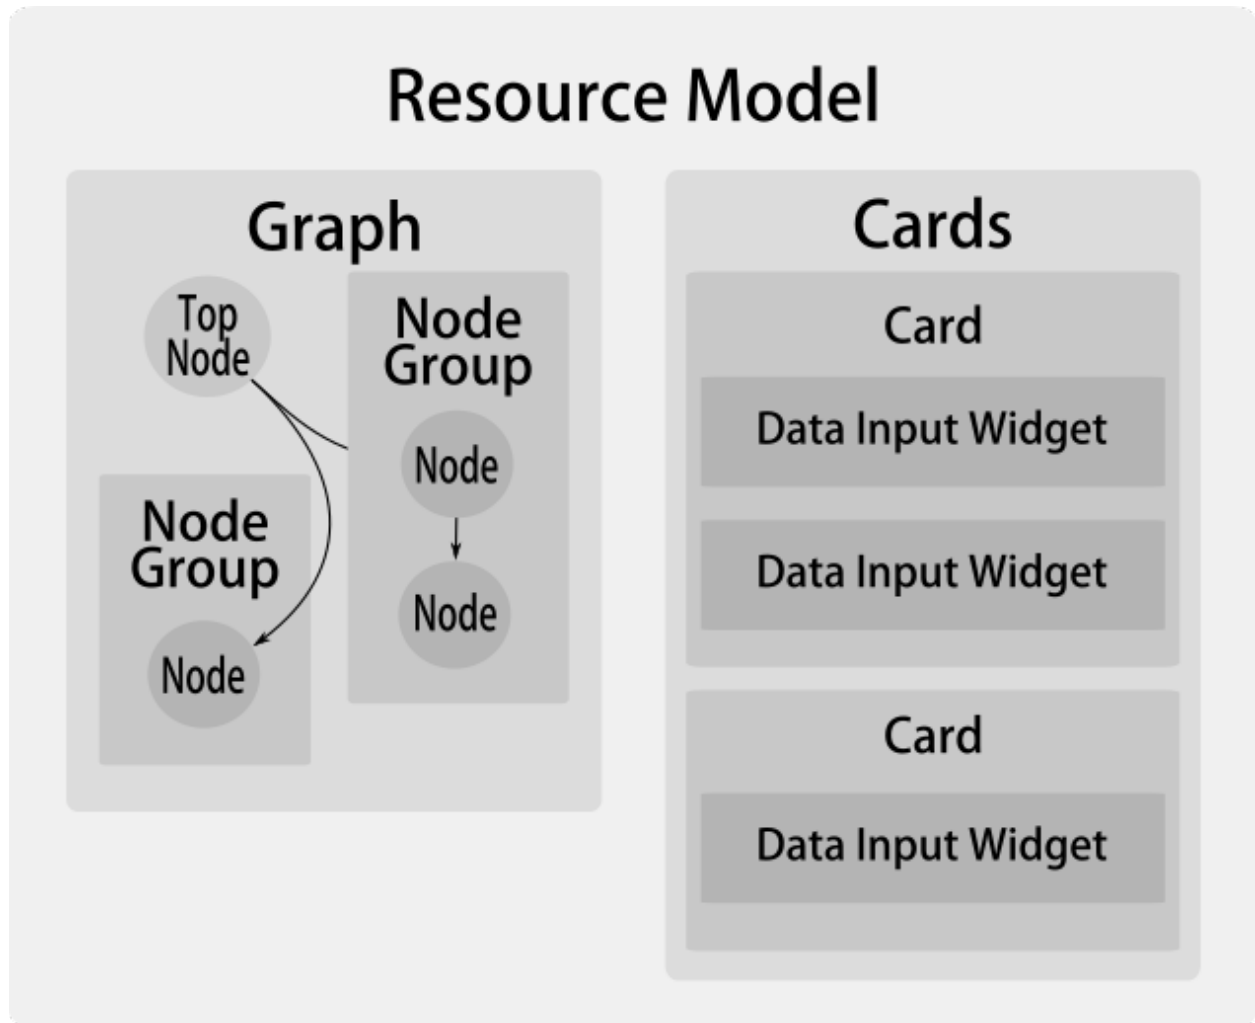 Resource Model
Graph
Top
Node
Node
Group
Node
Node
Node
Group
Node
Cards
Card
Data Input Widget
Data Input Widget
Card
Data Input Widget